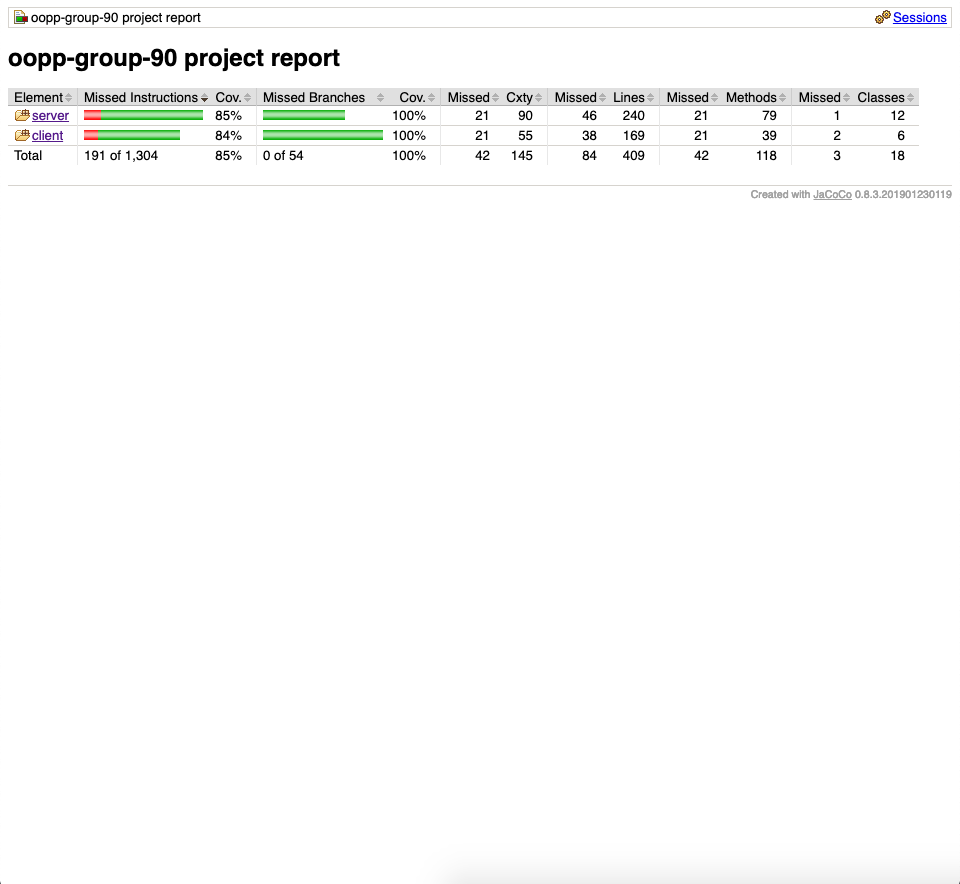 oopp-group-90 project report Sessions
oopp-group-90 project report
Element Missed Instructions Cov. Missed Branches Cov. Missed Cxty Missed Lines Missed Methods Missed Classes
server 85% 100% 21 90 46 240 21 79 1 12
client 84% 100% 21 55 38 169 21 39 2 6
Total 191 of 1,304 85% 0 of 54 100% 42 145 84 409 42 118 3 18
Created with JaCoCo 0.8.3.201901230119